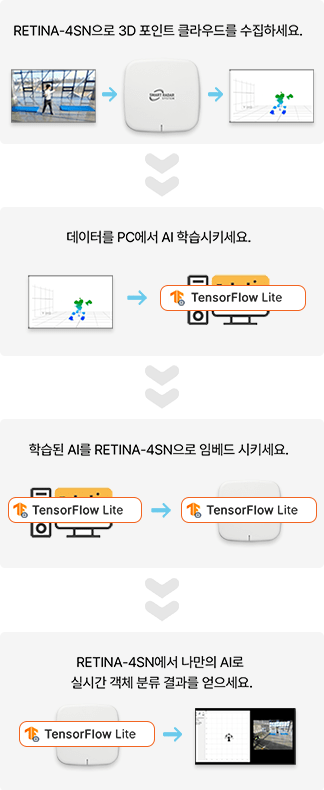 RETINA-4SN으로 3D 포인트 클라우드를 수집하세요.
SMART RADAR
SYSTEM
데이터를 PC에서 AI 학습시키세요.
TensorFlow Lite
학습된 AI를 RETINA-4SN으로 임베드 시키세요.
TensorFlow Lite
TensorFlow Lite
RETINA-4SN에서 나만의 AI로
실시간 객체 분류 결과를 얻으세요.
TensorFlow Lite